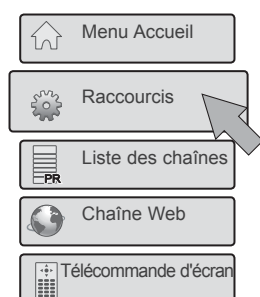 Menu Accueil
Raccourcis
Liste des chaînes
PR
Chaîne Web
Télécommande d'écran